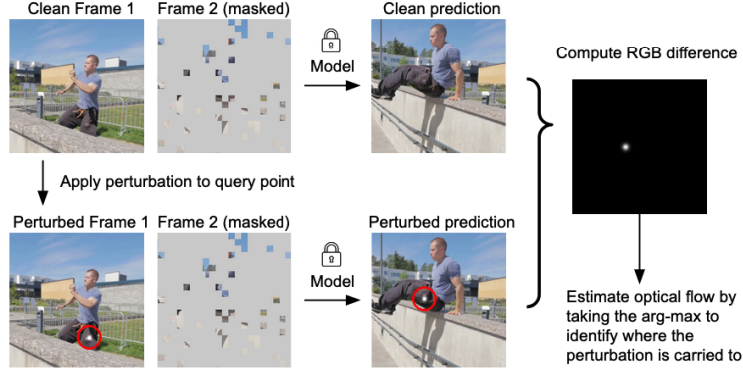 Clean Frame 1
Frame 2 (masked)
Clean prediction
Model
Compute RGB difference
Apply perturbation to query point
Perturbed Frame 1
Frame 2 (masked)
Perturbed prediction
Model
Estimate optical flow by
taking the arg-max to
identify where the
perturbation is carried to